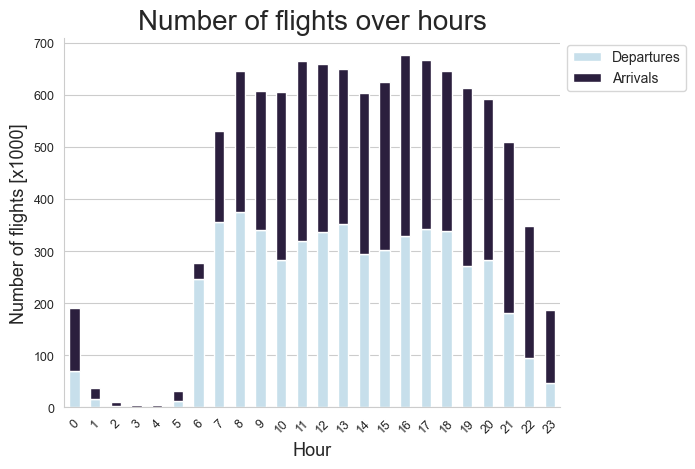 Number of flights over hours
Departures
Arrivals
Number of flights [x1000]
700
600
500
400
300
200
100
0
0 1 2 3 4 5 6 7 8 9 10 11 12 13 14 15 16 17 18 19 20 21 22 23
Hour